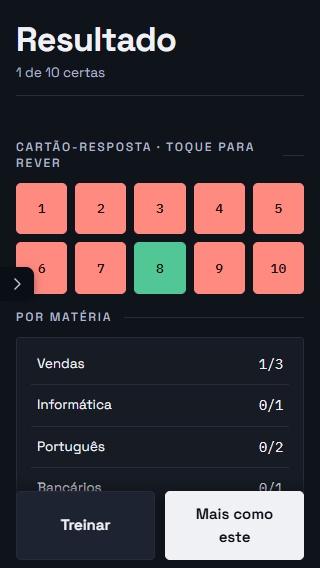 Resultado
1 de 10 certas
CARTÃO-RESPOSTA · TOQUE PARA
REVER
1 2 3 4 5
6 7 8 9 10
POR MATÉRIA
Vendas 1/3
Informática 0/1
Português 0/2
Bancários 0/1
Treinar
Mais como
este